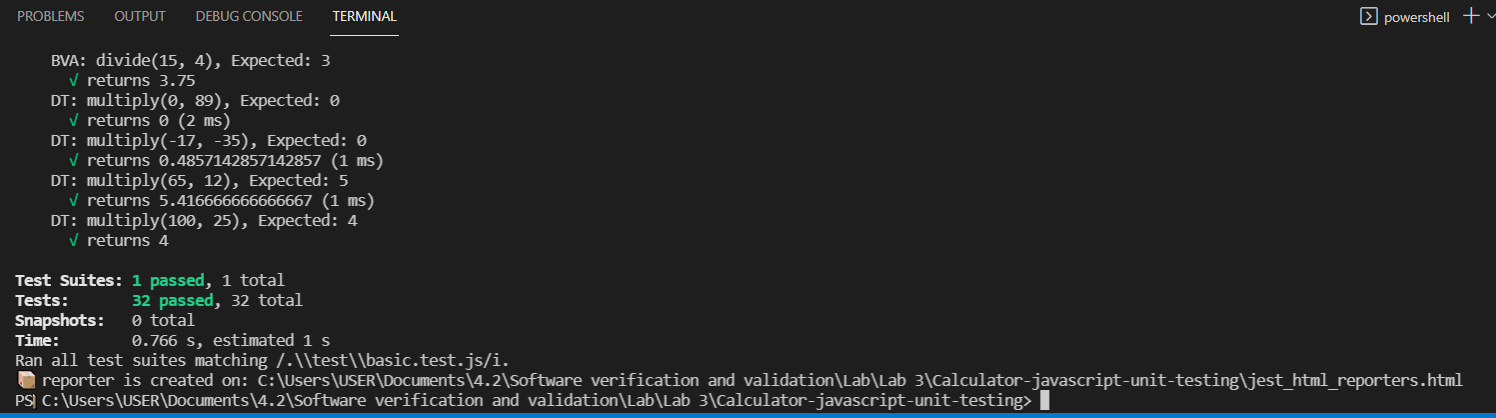 PROBLEMS OUTPUT DEBUG CONSOLE TERMINAL powershell
BVA: divide(15, 4), Expected: 3
√ returns 3.75
DT: multiply(0, 89), Expected: 0
√ returns 0 (2 ms)
DT: multiply(-17, -35), Expected: 0
√ returns 0.4857142857142857 (1 ms)
DT: multiply(65, 12), Expected: 5
√ returns 5.416666666666667 (1 ms)
DT: multiply(100, 25), Expected: 4
√ returns 4
Test Suites: 1 passed, 1 total
Tests: 32 passed, 32 total
Snapshots: 0 total
Time: 0.766 s, estimated 1 s
Ran all test suites matching /.\\test\\basic.test.js/i.
📦 reporter is created on: C:\Users\USER\Documents\4.2\Software verification and validation\Lab\Lab 3\Calculator-javascript-unit-testing\jest_html_reporters.html
PS C:\Users\USER\Documents\4.2\Software verification and validation\Lab\Lab 3\Calculator-javascript-unit-testing>